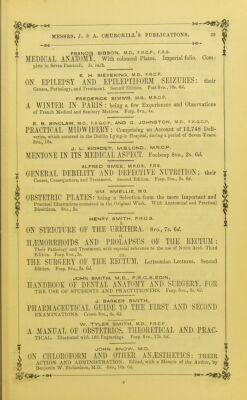 MESSRS. J. & A. CHURCHILL'S PUBLICATIONS. 23
FRANCIS SIBSON, M.D., F.R.C.P., F.R.S.
MEDICAL ANATOMY. With coloured Plates. Imperial folio. Complete in Seven Fasciculi. 5s. each.
E. H. SIEVEKING, M.D., F.R.C.P.
ON EPILEPSY AND EPILEPTIFORM SEIZURES: their
Causes, Pathology, and Treatment. Second Edition. Post 8vo., 10s. 6d.
FREDERICK SIMMS, M.B., M.R.C.P.
A WINTER IN PARIS: being a few Experiences and Observations
of French Medical and Sanitary Matters. Fcap. 8vo., 4s.
E. B. SINCLAIR, M.D., F.K.Q.C.P., AND G. JOHNSTON, M.D., F.K.Q.C.P.
PRACTICAL MIDWIFERY: Comprising an Account of 13,748 Deliveries, which occurred in the Dublin Lying-in Hospital, during a period of Seven Years. 8vo., 10s.
J. L. SIORDET, M.B.LOND., M.R.C.P.
MENTONE IN ITS MEDICAL ASPECT. Foolscap 8vo., 2s. 6d.
ALFRED SMEE, F.R.S.
GENERAL DEBILITY AND DEFECTIVE NUTRITION; their
Causes, Consequences, and Treatment. Second Edition. Fcap. 8vo., 3s. 6d.
WM. SMELLIE, M.D.
OBSTETRIC PLATES: being a Selection from the more Important and
Practical Illustrations contained in the Original Work. With Anatomical and Practical
Directions. 8vo., 5s.
HENRY SMITH, F.R.C.S.
ON STRICTURE OF THE URETHRA. 8vo., 7s. 6d.
II.
HÆMORRHOIDS AND PROLAPSUS OF THE RECTUM:
Their Pathology and Treatment, with especial reference to the use of Nitric Acid. Third
Edition. Fcap. 8vo., 3s.
III.
THE SURGERY OF THE RECTUM. Lettsomian Lectures. Second
Edition. Fcap. 8vo., 3s. 6d.
JOHN SMITH, M.D., F.R.C.S.EDIN.
HANDBOOK OF DENTAL ANATOMY AND SURGERY, FOR
THE USE OF STUDENTS AND PRACTITIONERS. Fcap. 8vo., 3s. 6d.
J. BARKER SMITH.
PHARMACEUTICAL GUIDE TO THE FIRST AND SECOND
EXAMINATIONS. Crown 8vo., 6s. 6d.
W. TYLER SMITH, M.D., F.R.C.P.
A MANUAL OF OBSTETRICS, THEORETICAL AND PRACTICAL. Illustrated with 186 Engravings. Fcap. 8vo., 12s. 6d.
JOHN SNOW, M.D.
ON CHLOROFORM AND OTHER ANÆSTHETICS: THEIR
ACTION AND ADMINISTRATION. Edited, with a Memoir of the Author, by
Benjamin W. Richardson, M.D. 8vo., 10s. 6d.